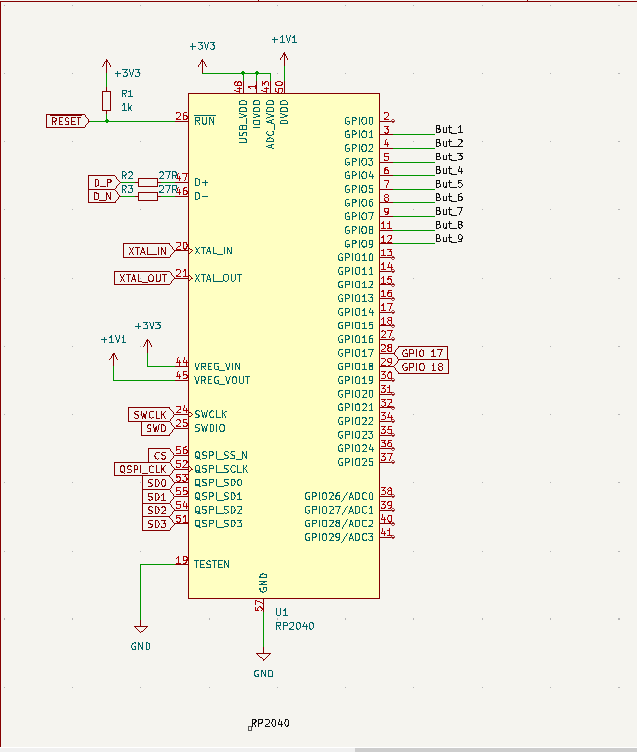 +1V1
+3V3
+3V3
R1
1k
48
1
43
50
USB_VDD
IOVDD
ADC_AVDD
DVDD
RESET
26
RUN
GPIO0
2
GPIO1
3
But_1
GPIO2
4
But_2
GPIO3
5
But_3
GPIO4
6
But_4
D_P
R2
27R
47
D+
GPIO5
7
But_5
D_N
R3
27R
46
D-
GPIO6
8
But_6
GPIO7
9
But_7
GPIO8
11
But_8
GPIO9
12
But_9
XTAL_IN
20
XTAL_IN
GPIO10
13
GPIO11
14
XTAL_OUT
21
XTAL_OUT
GPIO12
15
GPIO13
16
GPIO14
17
GPIO15
18
GPIO16
27
+3V3
+1V1
GPIO17
28
GPIO 17
44
VREG_VIN
GPIO18
29
GPIO 18
45
VREG_VOUT
GPIO19
30
GPIO20
31
GPIO21
32
SWCLK
24
SWCLK
GPIO22
34
SWD
25
SWDIO
GPIO23
35
GPIO24
36
CS
56
QSPI_SS_N
GPIO25
37
QSPI_CLK
52
QSPI_SCLK
SD0
53
QSPI_SD0
SD1
55
QSPI_SD1
GPIO26/ADC0
38
SD2
54
QSPI_SD2
GPIO27/ADC1
39
SD3
51
QSPI_SD3
GPIO28/ADC2
40
GPIO29/ADC3
41
19
TESTEN
GND
57
U1
RP2040
GND
GND
RP2040